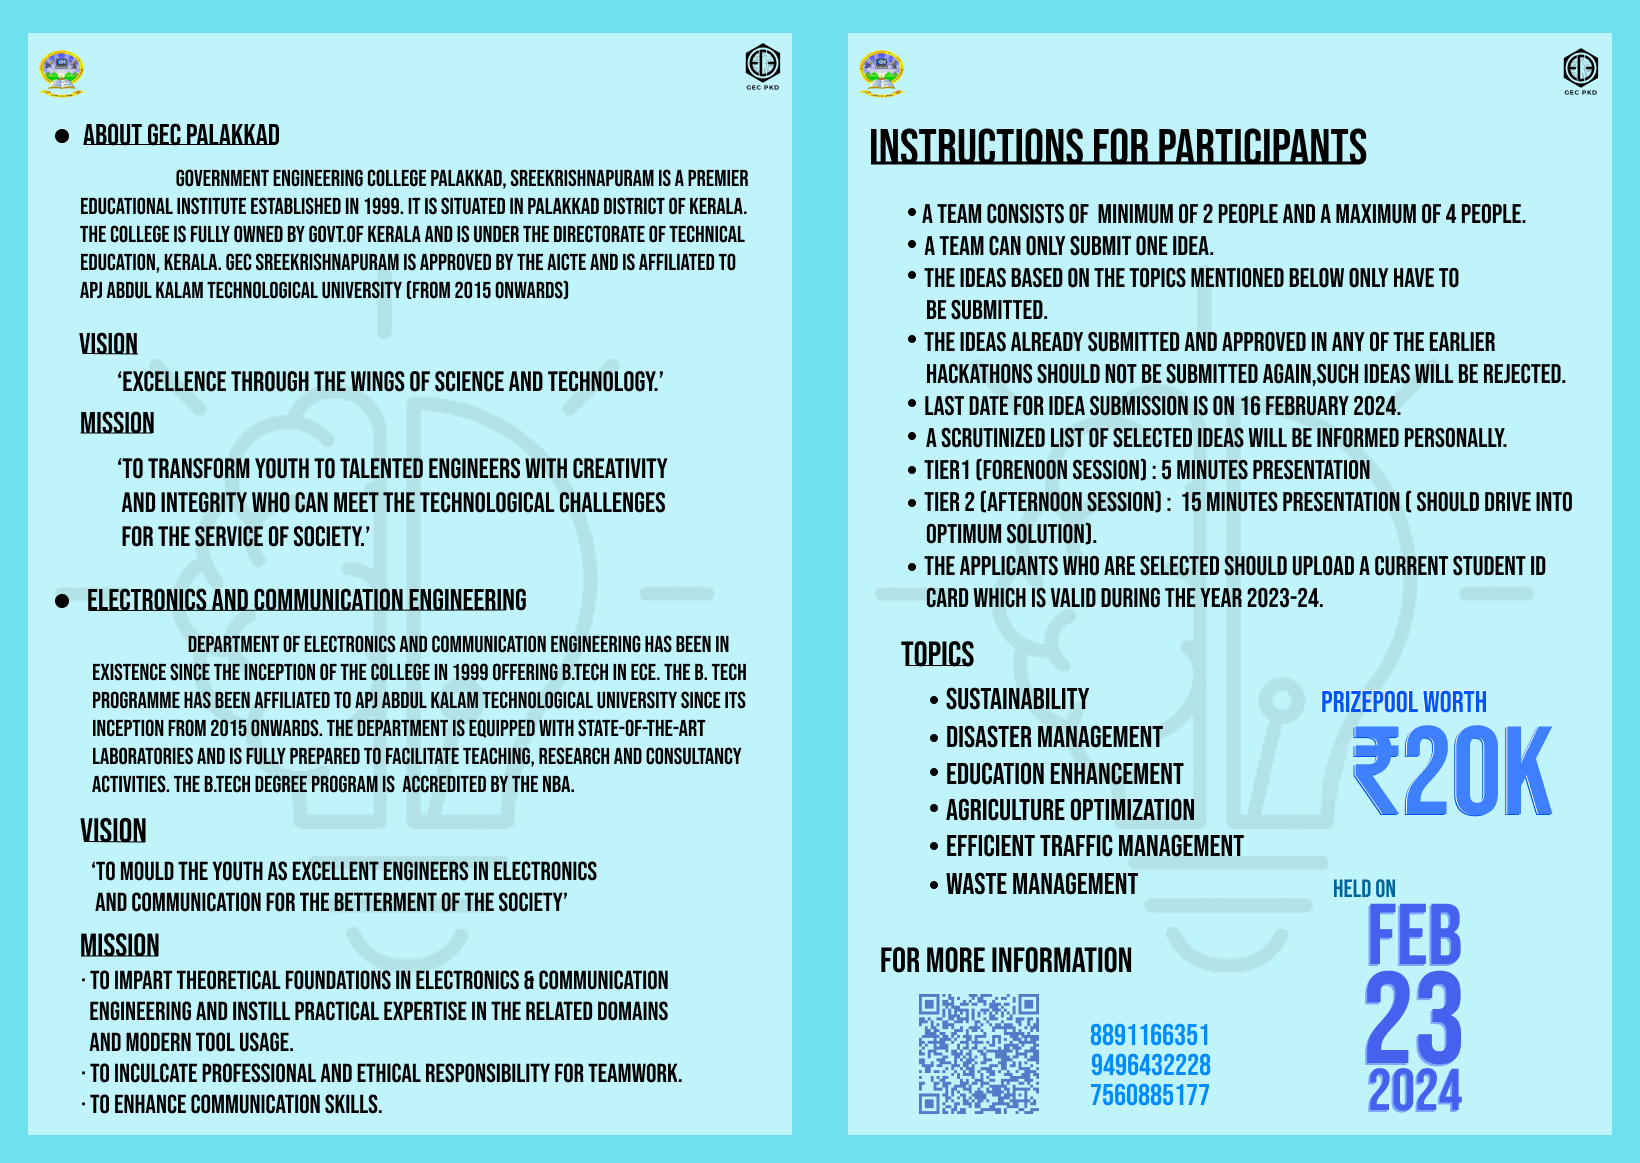 GEC PKD
ABOUT GEC PALAKKAD
GOVERNMENT ENGINEERING COLLEGE PALAKKAD, SREEKRISHNAPURAM IS A PREMIER
EDUCATIONAL INSTITUTE ESTABLISHED IN 1999. IT IS SITUATED IN PALAKKAD DISTRICT OF KERALA.
THE COLLEGE IS FULLY OWNED BY GOVT.OF KERALA AND IS UNDER THE DIRECTORATE OF TECHNICAL
EDUCATION, KERALA. GEC SREEKRISHNAPURAM IS APPROVED BY THE AICTE AND IS AFFILIATED TO
APJ ABDUL KALAM TECHNOLOGICAL UNIVERSITY (FROM 2015 ONWARDS)
VISION
‘EXCELLENCE THROUGH THE WINGS OF SCIENCE AND TECHNOLOGY.’
MISSION
‘TO TRANSFORM YOUTH TO TALENTED ENGINEERS WITH CREATIVITY
AND INTEGRITY WHO CAN MEET THE TECHNOLOGICAL CHALLENGES
FOR THE SERVICE OF SOCIETY.’
ELECTRONICS AND COMMUNICATION ENGINEERING
DEPARTMENT OF ELECTRONICS AND COMMUNICATION ENGINEERING HAS BEEN IN
EXISTENCE SINCE THE INCEPTION OF THE COLLEGE IN 1999 OFFERING B.TECH IN ECE. THE B. TECH
PROGRAMME HAS BEEN AFFILIATED TO APJ ABDUL KALAM TECHNOLOGICAL UNIVERSITY SINCE ITS
INCEPTION FROM 2015 ONWARDS. THE DEPARTMENT IS EQUIPPED WITH STATE-OF-THE-ART
LABORATORIES AND IS FULLY PREPARED TO FACILITATE TEACHING, RESEARCH AND CONSULTANCY
ACTIVITIES. THE B.TECH DEGREE PROGRAM IS ACCREDITED BY THE NBA.
VISION
‘TO MOULD THE YOUTH AS EXCELLENT ENGINEERS IN ELECTRONICS
AND COMMUNICATION FOR THE BETTERMENT OF THE SOCIETY’
MISSION
· TO IMPART THEORETICAL FOUNDATIONS IN ELECTRONICS & COMMUNICATION
ENGINEERING AND INSTILL PRACTICAL EXPERTISE IN THE RELATED DOMAINS
AND MODERN TOOL USAGE.
· TO INCULCATE PROFESSIONAL AND ETHICAL RESPONSIBILITY FOR TEAMWORK.
· TO ENHANCE COMMUNICATION SKILLS.
GEC PKD
INSTRUCTIONS FOR PARTICIPANTS
• A TEAM CONSISTS OF MINIMUM OF 2 PEOPLE AND A MAXIMUM OF 4 PEOPLE.
• A TEAM CAN ONLY SUBMIT ONE IDEA.
• THE IDEAS BASED ON THE TOPICS MENTIONED BELOW ONLY HAVE TO
BE SUBMITTED.
• THE IDEAS ALREADY SUBMITTED AND APPROVED IN ANY OF THE EARLIER
HACKATHONS SHOULD NOT BE SUBMITTED AGAIN,SUCH IDEAS WILL BE REJECTED.
• LAST DATE FOR IDEA SUBMISSION IS ON 16 FEBRUARY 2024.
• A SCRUTINIZED LIST OF SELECTED IDEAS WILL BE INFORMED PERSONALLY.
• TIER1 (FORENOON SESSION) : 5 MINUTES PRESENTATION
• TIER 2 (AFTERNOON SESSION) : 15 MINUTES PRESENTATION ( SHOULD DRIVE INTO
OPTIMUM SOLUTION).
• THE APPLICANTS WHO ARE SELECTED SHOULD UPLOAD A CURRENT STUDENT ID
CARD WHICH IS VALID DURING THE YEAR 2023-24.
TOPICS
• SUSTAINABILITY
• DISASTER MANAGEMENT
• EDUCATION ENHANCEMENT
• AGRICULTURE OPTIMIZATION
• EFFICIENT TRAFFIC MANAGEMENT
• WASTE MANAGEMENT
PRIZEPOOL WORTH
₹20K
HELD ON
FEB
23
2024
FOR MORE INFORMATION
8891166351
9496432228
7560885177